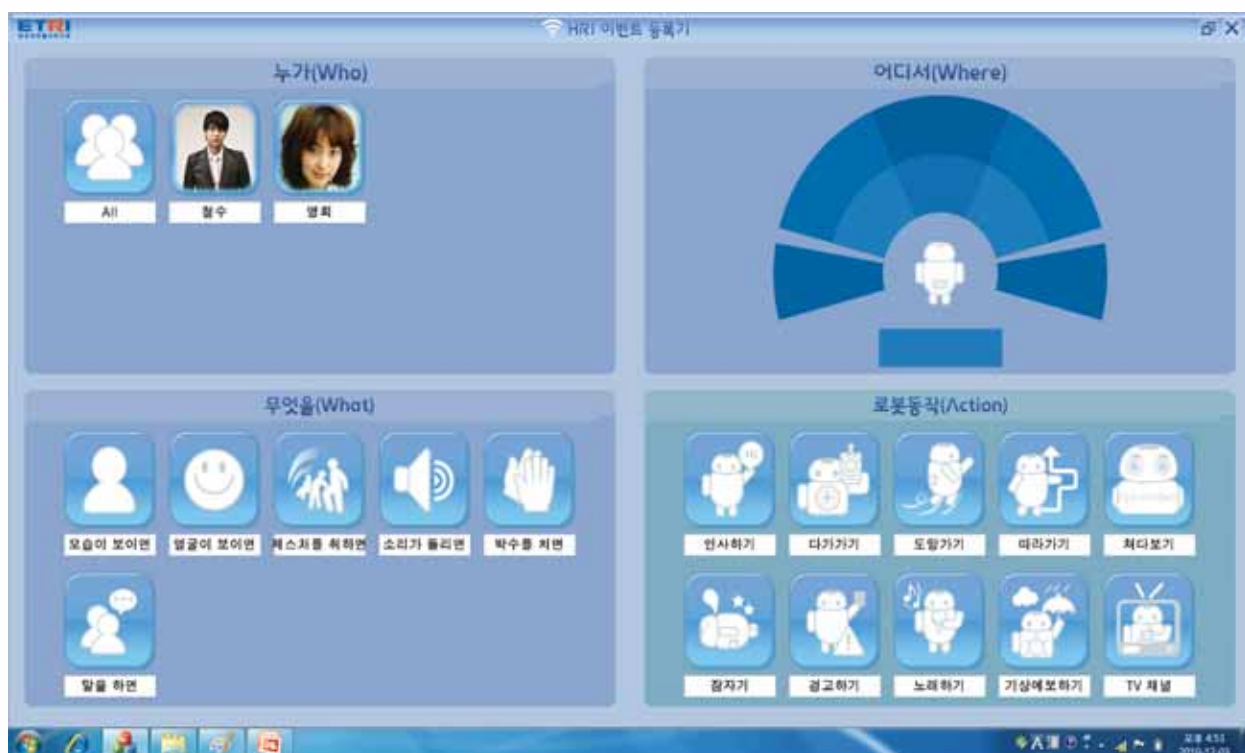 ETRI
HRI 이벤트 등록기
누가(Who)
All
철수
영희
어디서(Where)
무엇을(What)
모습이 보이면
얼굴이 보이면
제스처를 취하면
소리가 들리면
박수를 치면
말을 하면
로봇동작(Action)
인사하기
다가가기
도망가기
따라가기
쳐다보기
잠자기
경고하기
노래하기
기상예보하기
TV 채널
A
오후 4:51